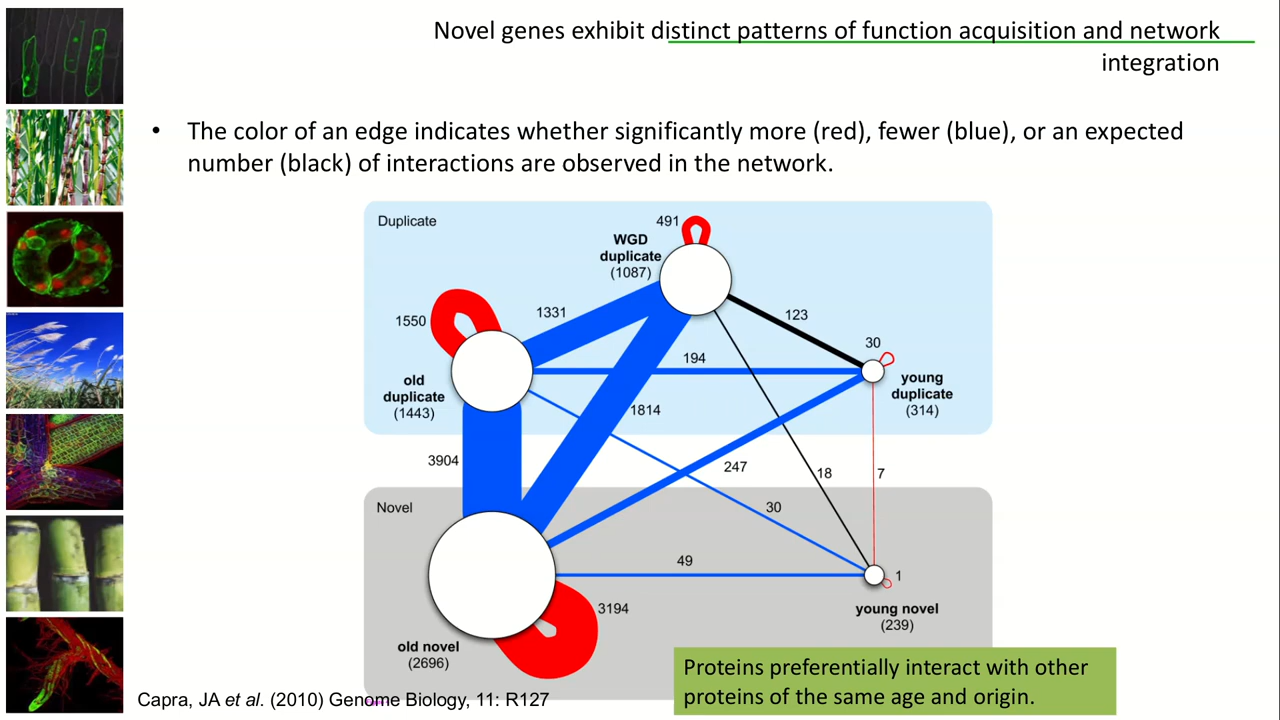 Novel genes exhibit distinct patterns of function acquisition and network
integration
• The color of an edge indicates whether significantly more (red), fewer (blue), or an expected
number (black) of interactions are observed in the network.
Duplicate
491
WGD
duplicate
(1087)
1550
1331
123
30
194
old
duplicate
(1443)
young
duplicate
(314)
1814
3904
247
18
7
Novel
30
49
1
3194
young novel
(239)
old novel
(2696)
Proteins preferentially interact with other
proteins of the same age and origin.
Capra, JA et al. (2010) Genome Biology, 11: R127